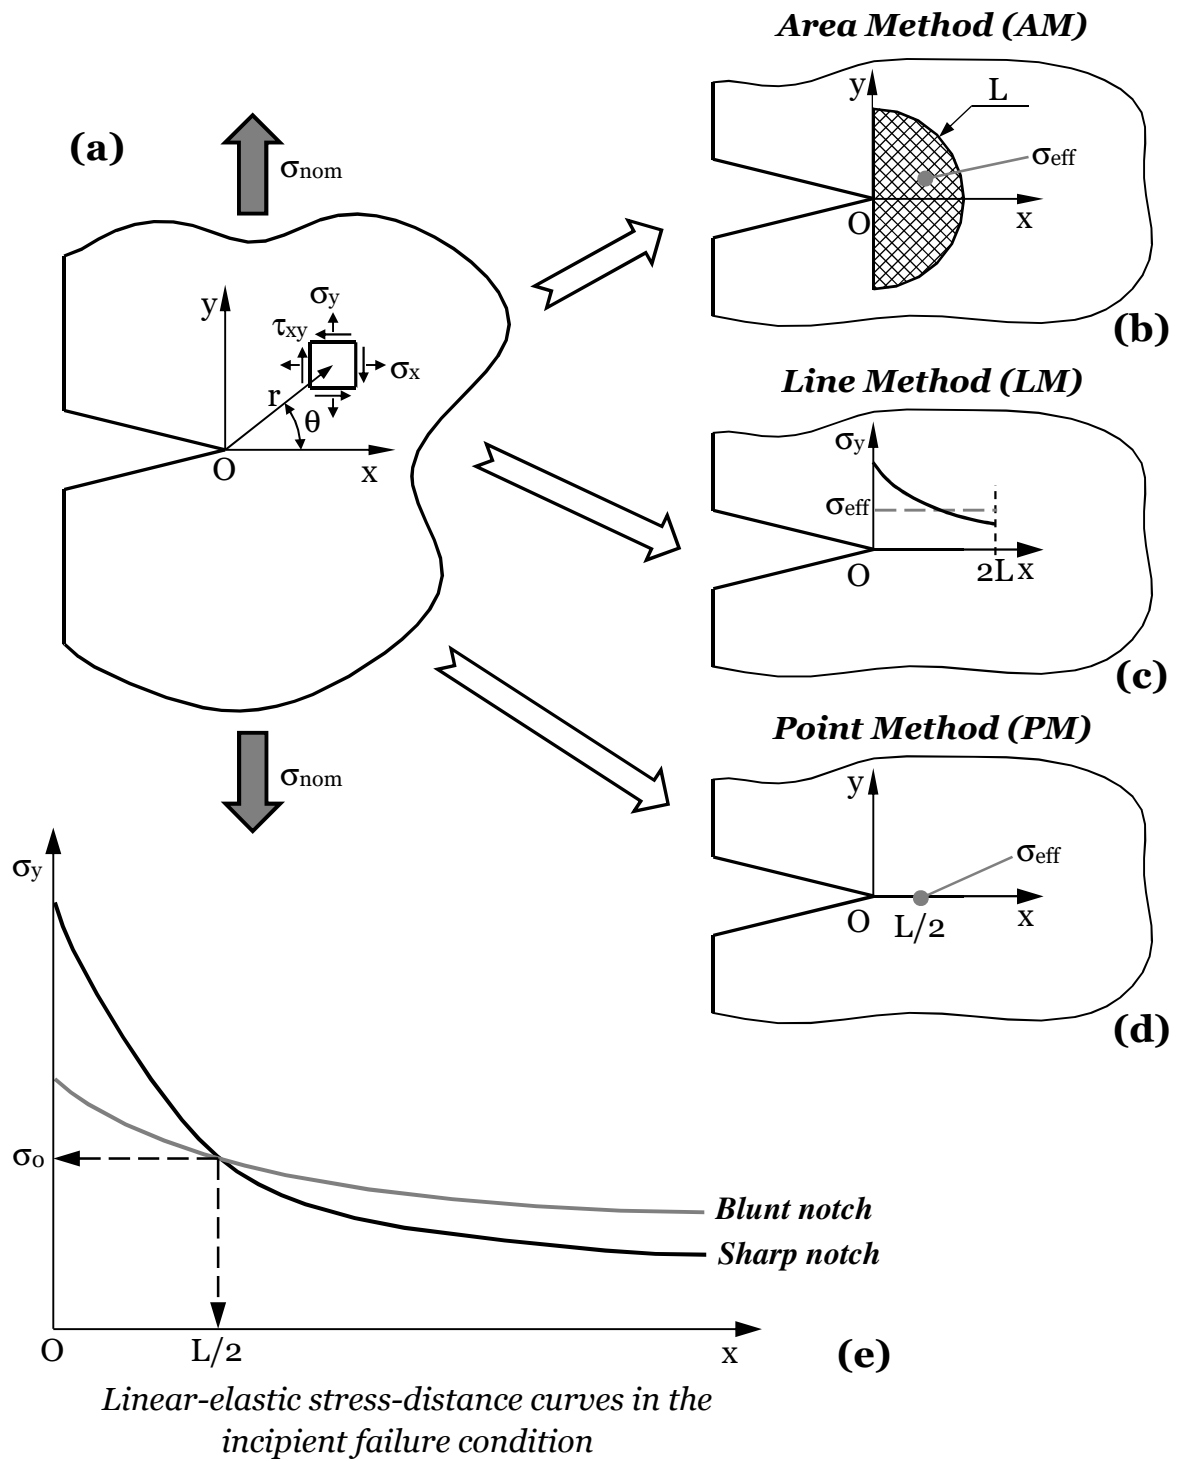 (a)
σnom
y
σy
τxy
σx
r
θ
O
x
σnom
Area Method (AM)
y
L
σeff
O
x
(b)
Line Method (LM)
σy
σeff
O
2L
x
(c)
Point Method (PM)
y
σeff
O
L/2
x
(d)
σy
σ0
Blunt notch
Sharp notch
O
L/2
x
(e)
Linear-elastic stress-distance curves in the
incipient failure condition